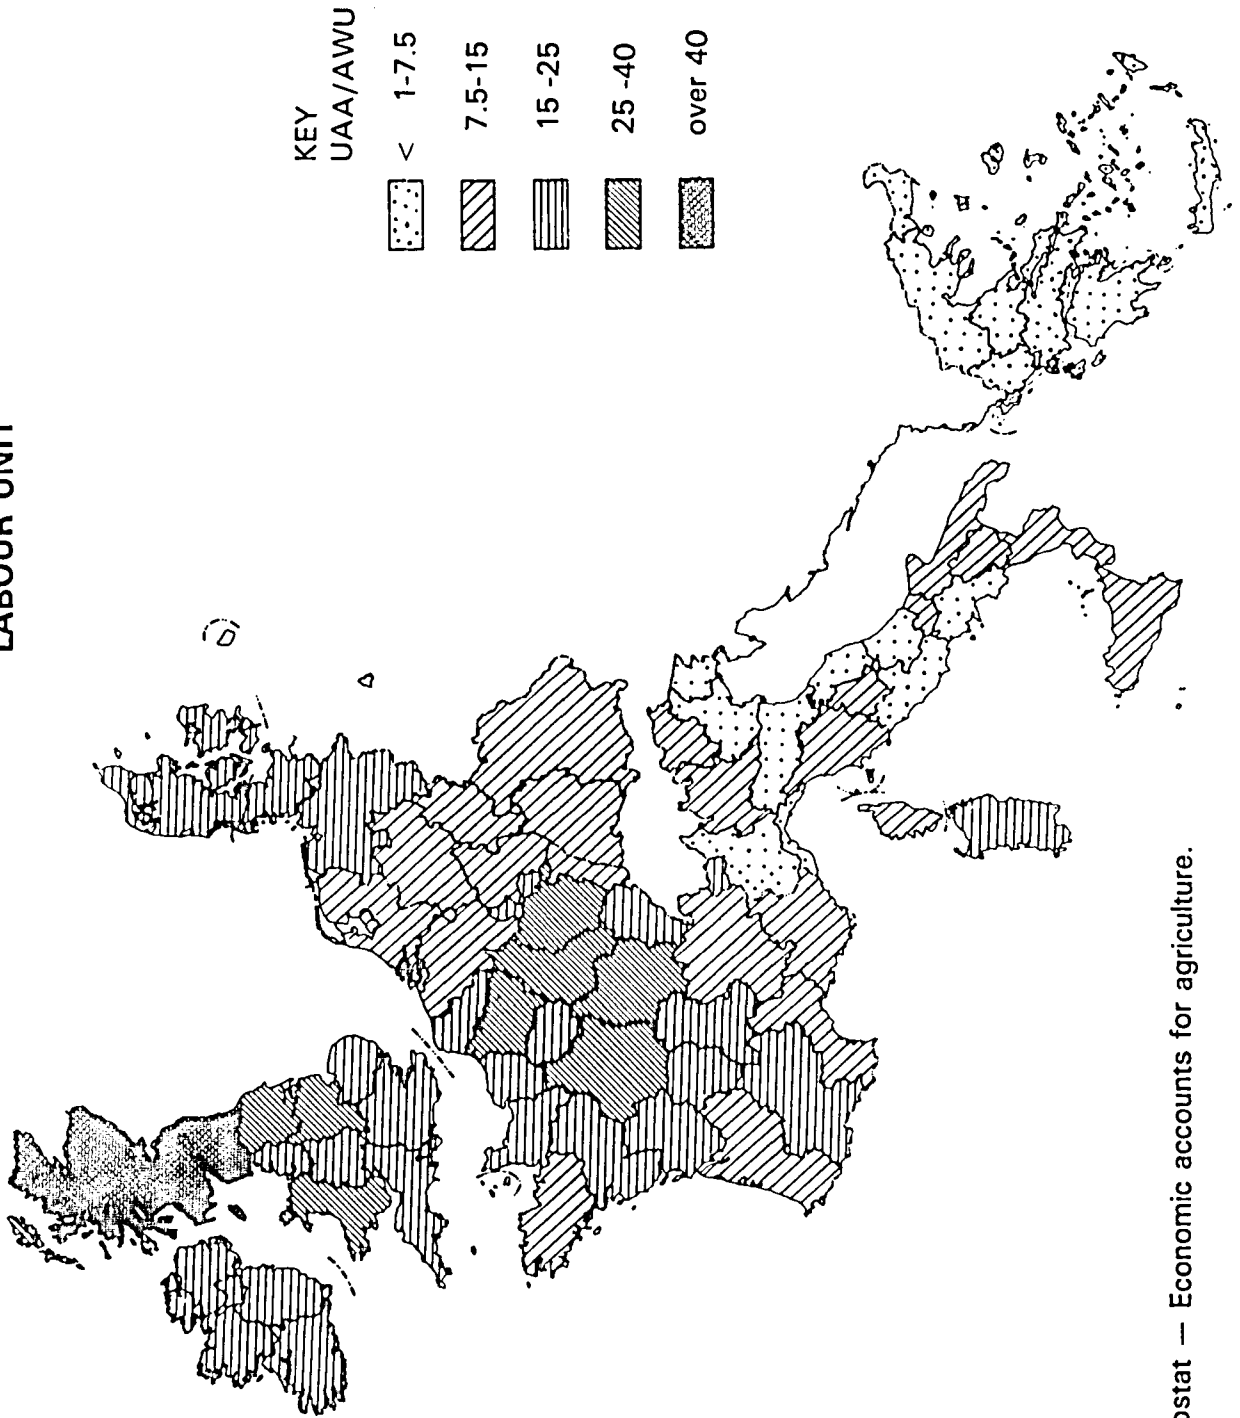 LABOUR UNIT
KEY
UAA/AWU
< 1-7.5
7.5-15
15 -25
25 -40
over 40
— Economic accounts for agriculture.